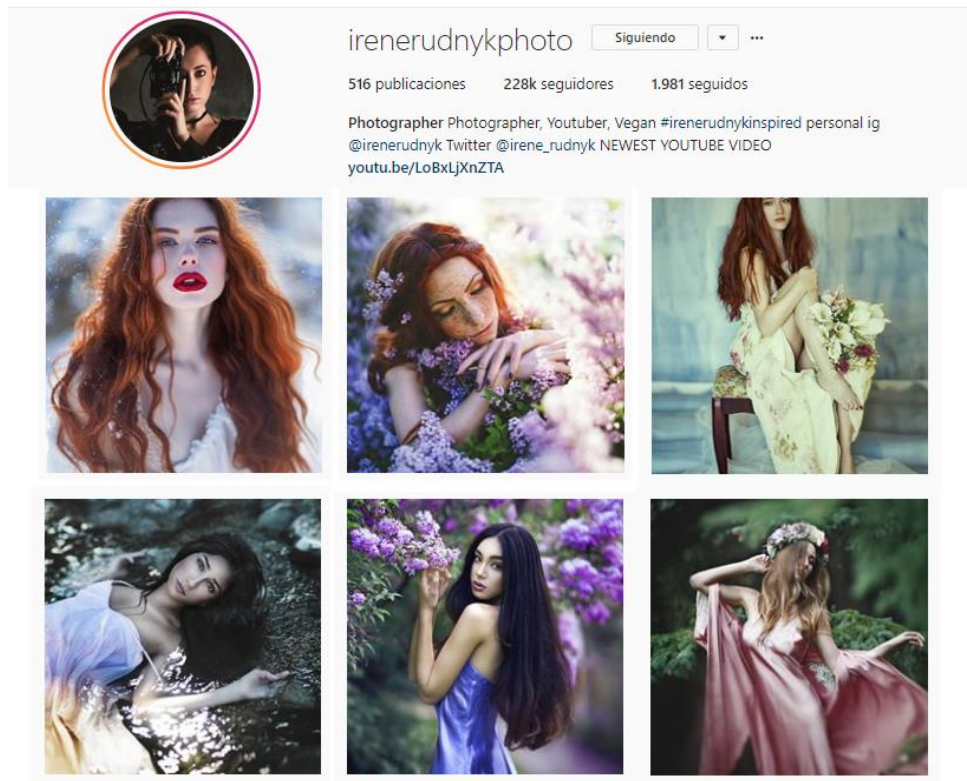 irenerudnykphoto Siguiendo ...
516 publicaciones 228k seguidores 1.981 seguidos
Photographer Photographer, Youtuber, Vegan #irenerudnykinspired personal ig
@irenerudnyk Twitter @irene_rudnyk NEWEST YOUTUBE VIDEO
youtu.be/LoBxLjXnZTA